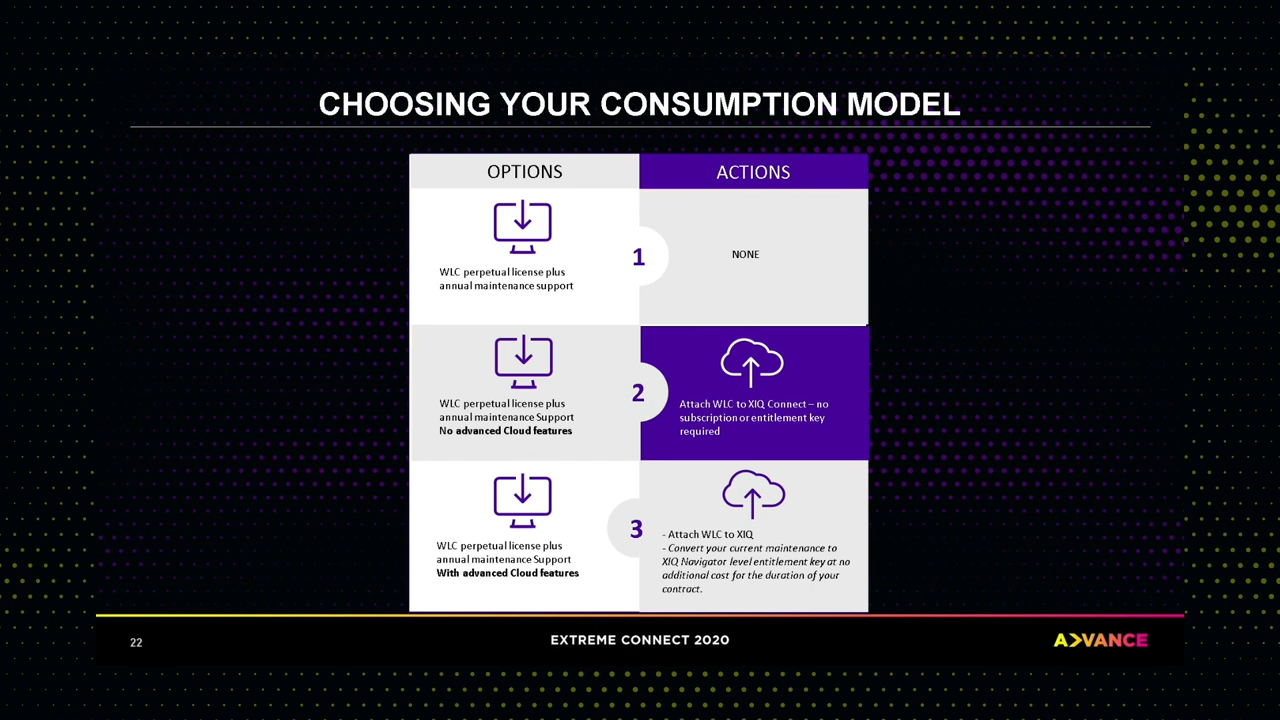 CHOOSING YOUR CONSUMPTION MODEL
OPTIONS
ACTIONS
WLC perpetual license plus
annual maintenance support
1
NONE
WLC perpetual license plus
annual maintenance Support
No advanced Cloud features
2
Attach WLC to XIQ Connect – no
subscription or entitlement key
required
WLC perpetual license plus
annual maintenance Support
With advanced Cloud features
3
- Attach WLC to XIQ
- Convert your current maintenance to
XIQ Navigator level entitlement key at no
additional cost for the duration of your
contract.
22
EXTREME CONNECT 2020
ADVANCE